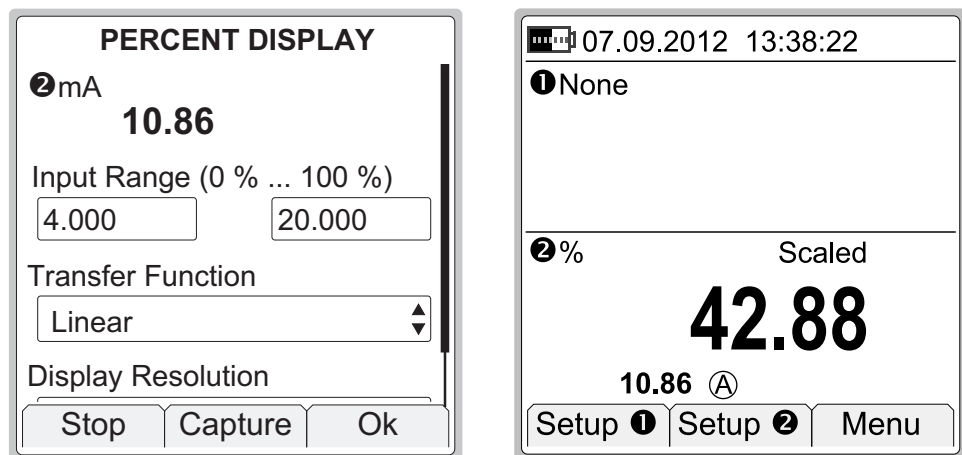 PERCENT DISPLAY
❷mA
10.86
Input Range (0 % ... 100 %)
4.000 20.000
Transfer Function
Linear
Display Resolution
Stop Capture Ok
07.09.2012 13:38:22
❶None
❷% Scaled
42.88
10.86 Ⓐ
Setup ❶ Setup ❷ Menu